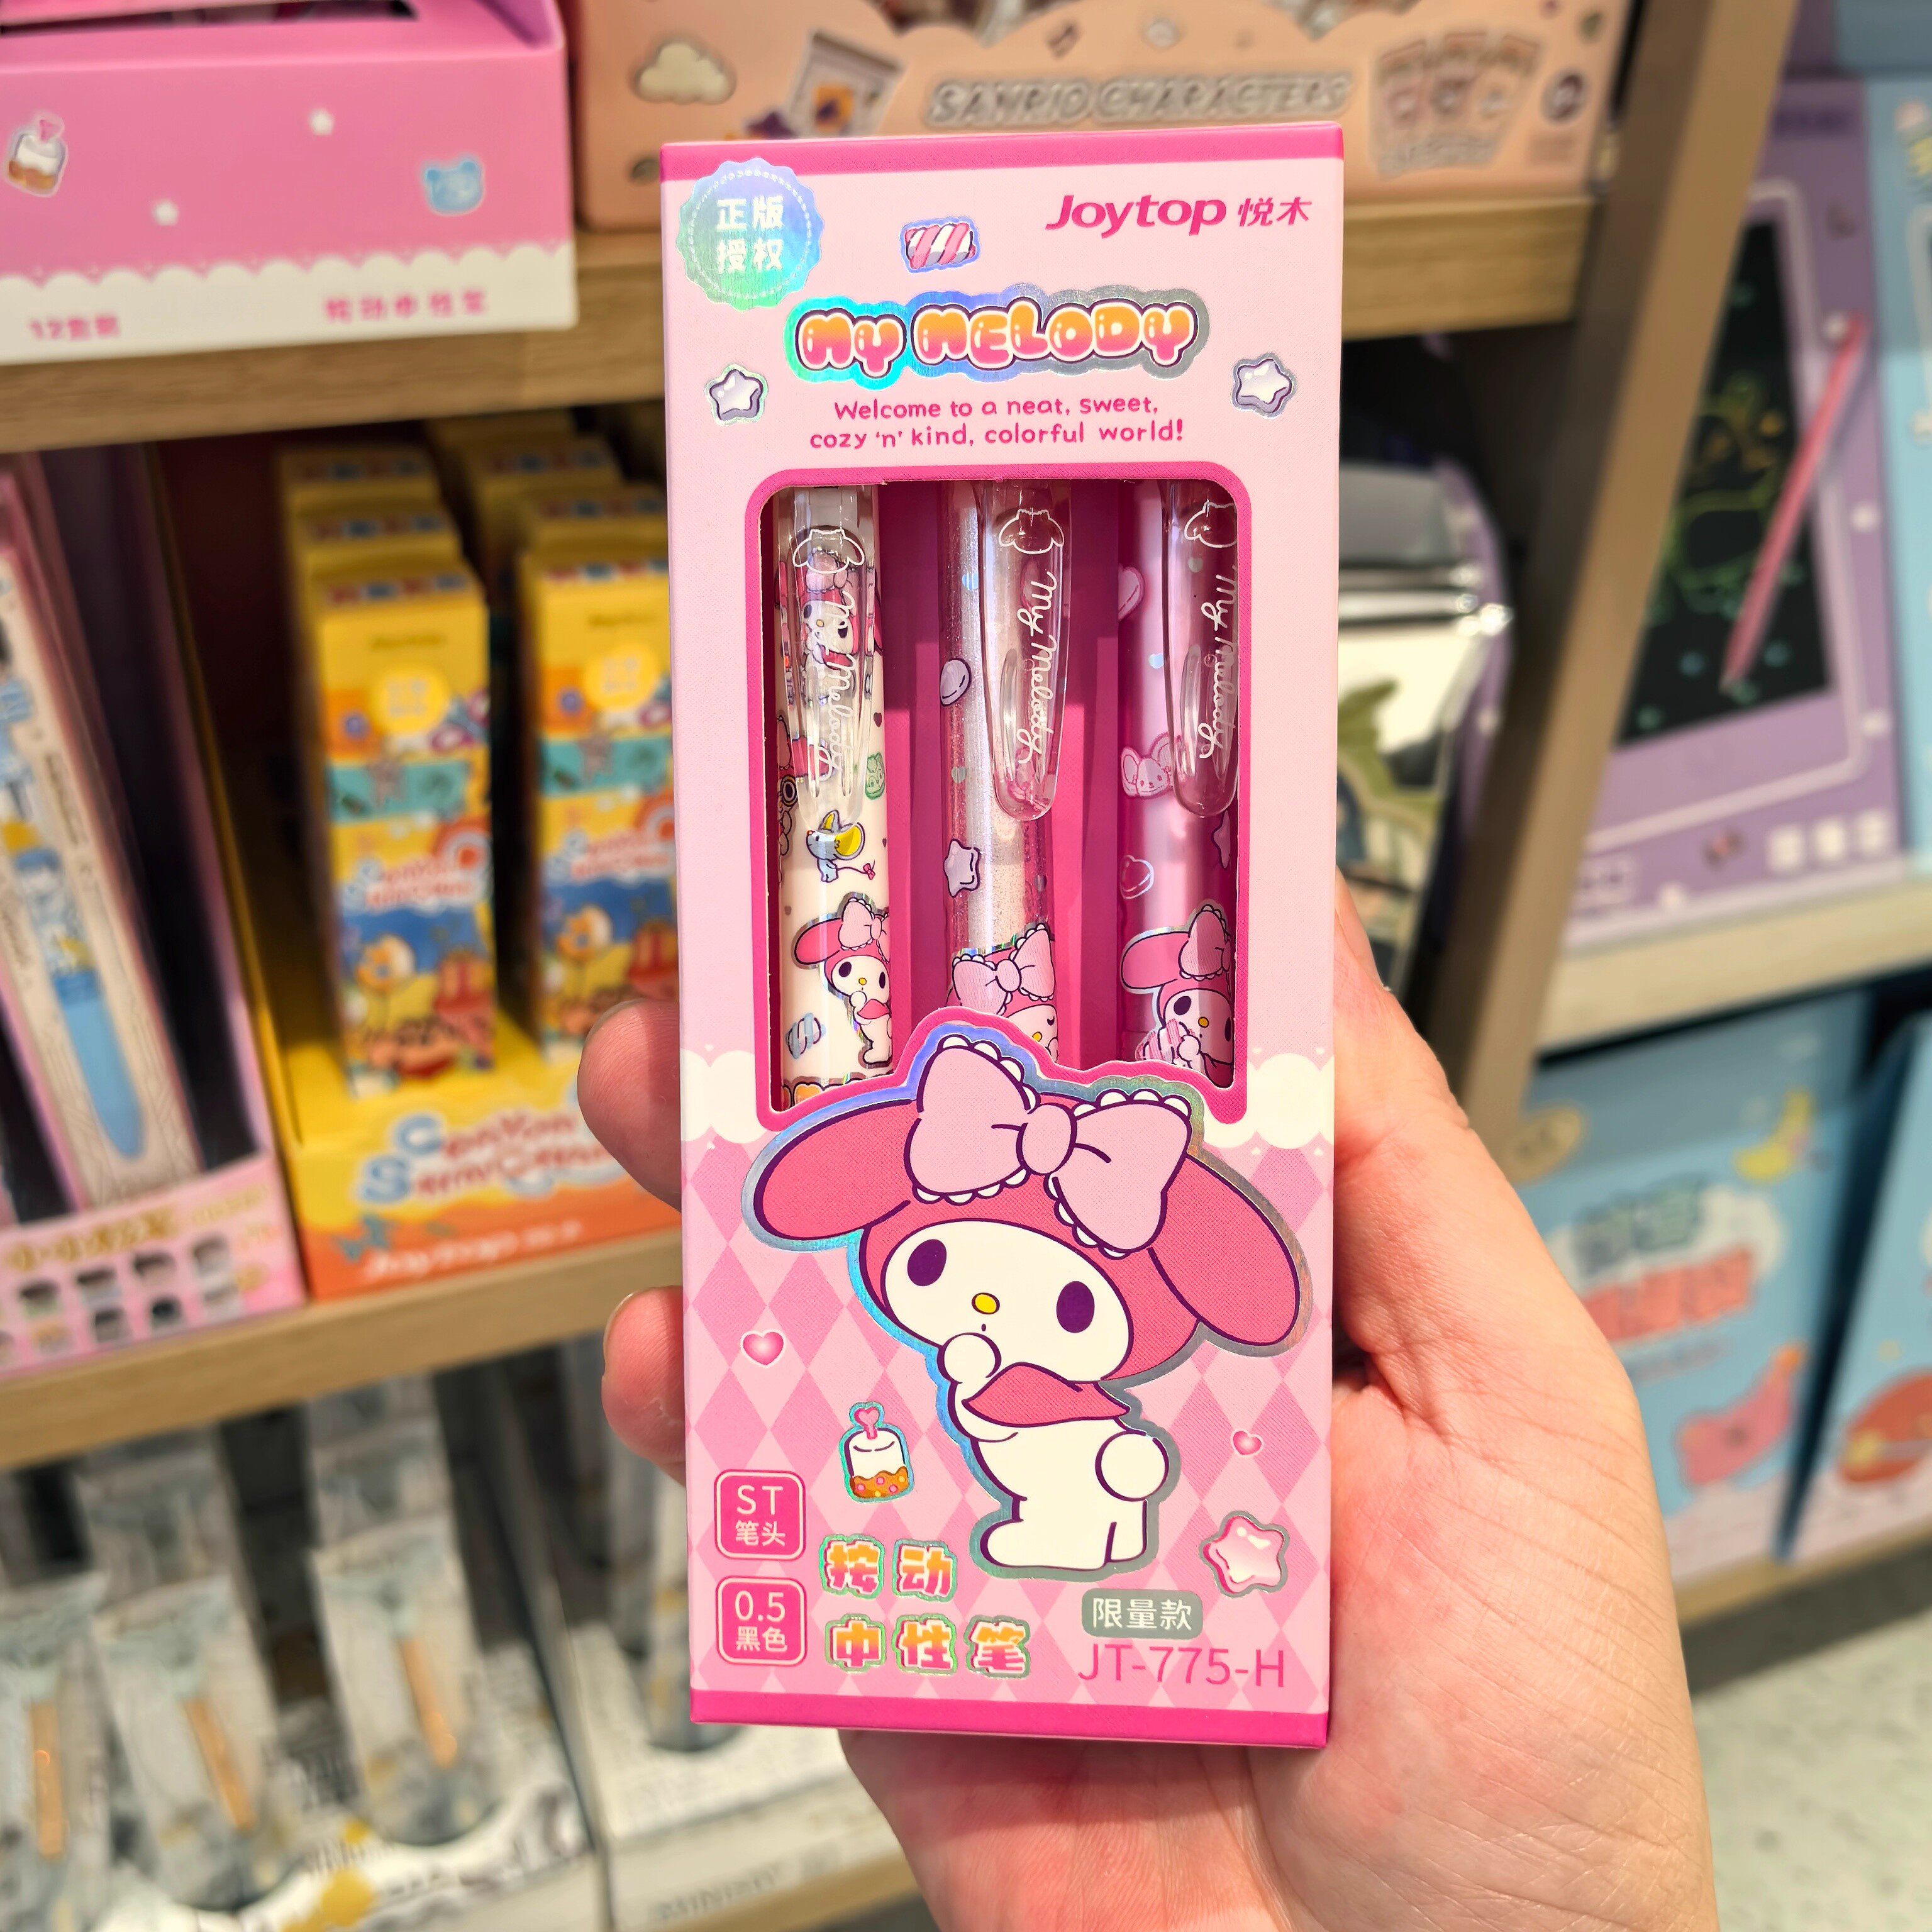 SANRIO CHARACTERS
正版
授权
Joytop 悦木
MY MELODY
Welcome to a neat, sweet,
cozy 'n' kind, colorful world!
My Melody
My Melody
My Melody
ST
笔头
0.5
黑色
按动
中性笔
限量款
JT-775-H